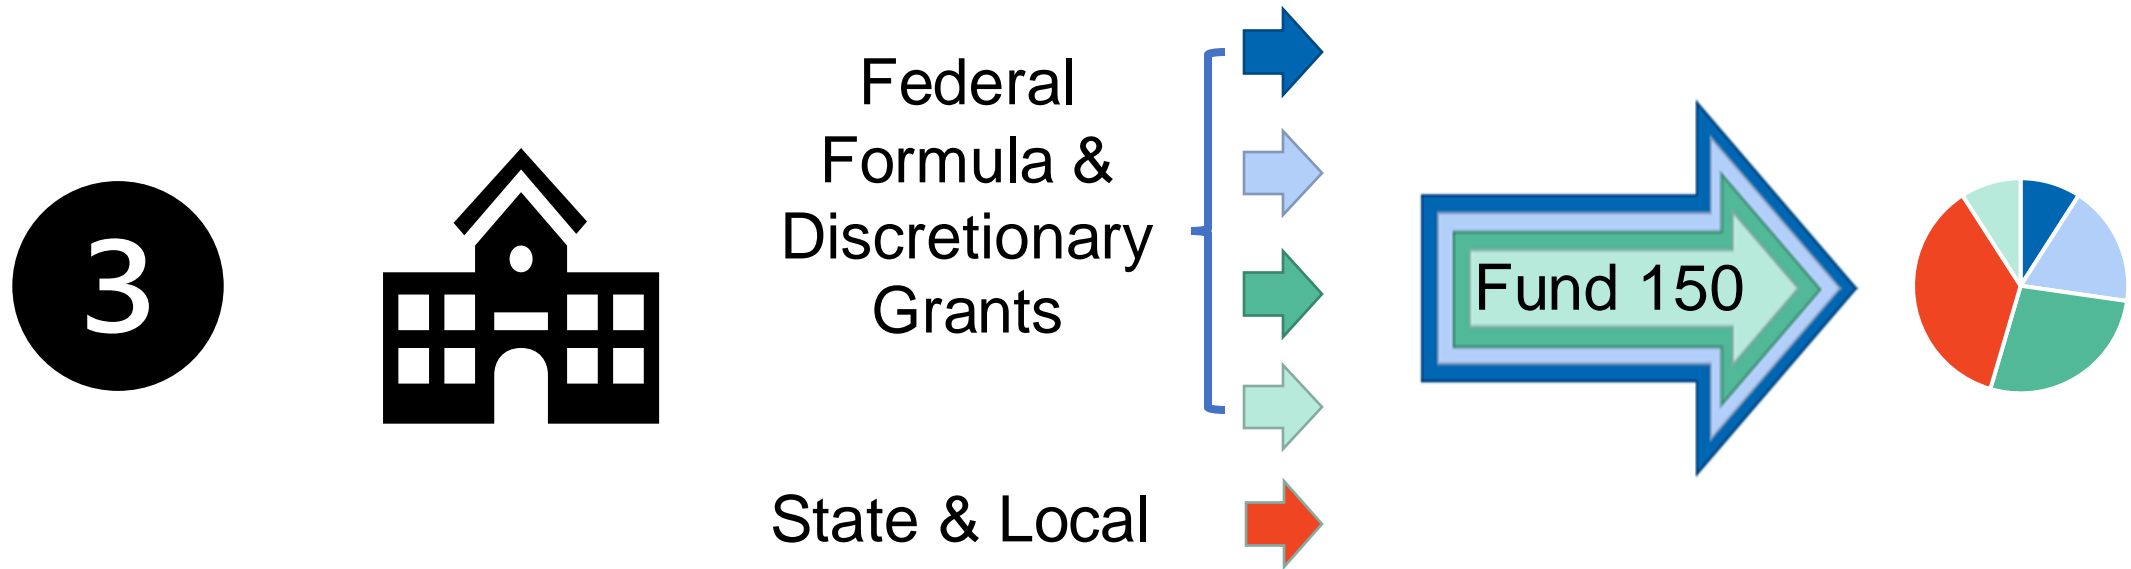 3
Federal
Formula &
Discretionary
Grants
State & Local
Fund 150